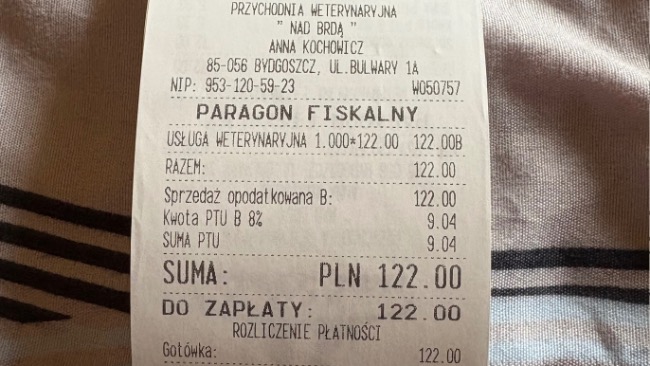 PRZYCHODNIA WETERYNARYJNA
" NAD BRDĄ "
ANNA KOCHOWICZ
85-056 BYDGOSZCZ, UL.BULWARY 1A
NIP: 953-120-59-23 W050757
PARAGON FISKALNY
USŁUGA WETERYNARYJNA 1.000*122.00 122.00B
RAZEM: 122.00
Sprzedaż opodatkowana B: 122.00
Kwota PTU B 8% 9.04
SUMA PTU 9.04
SUMA: PLN 122.00
DO ZAPŁATY: 122.00
ROZLICZENIE PŁATNOŚCI
Gotówka: 122.00